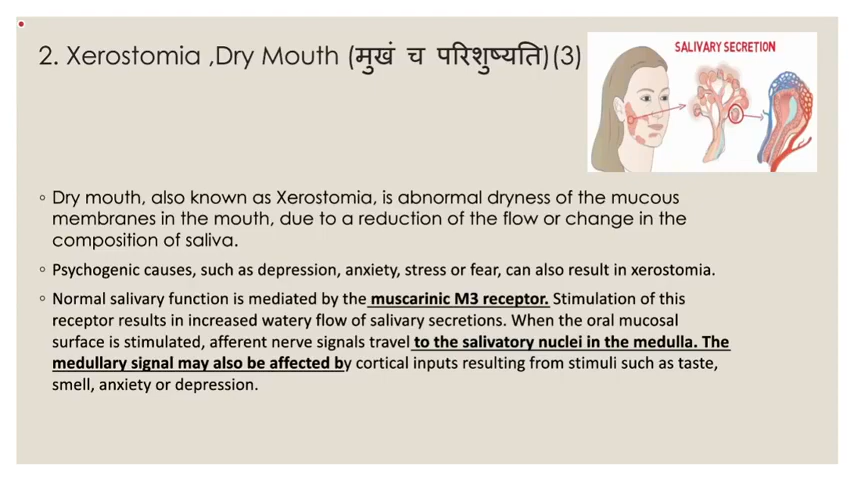 2. Xerostomia ,Dry Mouth (मुखं च परिशुष्यति)(3)
SALIVARY SECRETION
◦ Dry mouth, also known as Xerostomia, is abnormal dryness of the mucous
membranes in the mouth, due to a reduction of the flow or change in the
composition of saliva.
◦ Psychogenic causes, such as depression, anxiety, stress or fear, can also result in xerostomia.
◦ Normal salivary function is mediated by the muscarinic M3 receptor. Stimulation of this
receptor results in increased watery flow of salivary secretions. When the oral mucosal
surface is stimulated, afferent nerve signals travel to the salivatory nuclei in the medulla. The
medullary signal may also be affected by cortical inputs resulting from stimuli such as taste,
smell, anxiety or depression.